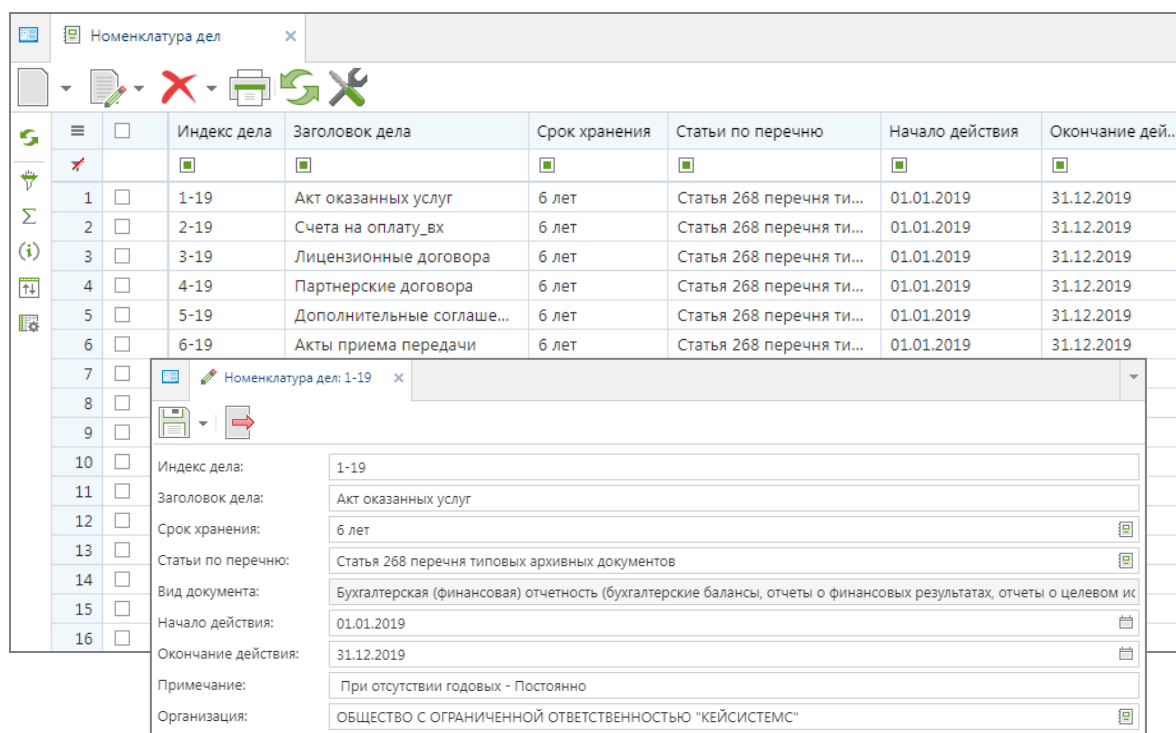 Номенклатура дел
Индекс дела Заголовок дела Срок хранения Статьи по перечню Начало действия Окончание дей...
1 1-19 Акт оказанных услуг 6 лет Статья 268 перечня ти... 01.01.2019 31.12.2019
2 2-19 Счета на оплату_вх 6 лет Статья 268 перечня ти... 01.01.2019 31.12.2019
3 3-19 Лицензионные договора 6 лет Статья 268 перечня ти... 01.01.2019 31.12.2019
4 4-19 Партнерские договора 6 лет Статья 268 перечня ти... 01.01.2019 31.12.2019
5 5-19 Дополнительные соглаше... 6 лет Статья 268 перечня ти... 01.01.2019 31.12.2019
6 6-19 Акты приема передачи 6 лет Статья 268 перечня ти... 01.01.2019 31.12.2019
7
8
9
10
11
12
13
14
15
16
Номенклатура дел: 1-19
Индекс дела: 1-19
Заголовок дела: Акт оказанных услуг
Срок хранения: 6 лет
Статьи по перечню: Статья 268 перечня типовых архивных документов
Вид документа: Бухгалтерская (финансовая) отчетность (бухгалтерские балансы, отчеты о финансовых результатах, отчеты о целевом ис
Начало действия: 01.01.2019
Окончание действия: 31.12.2019
Примечание: При отсутствии годовых - Постоянно
Организация: ОБЩЕСТВО С ОГРАНИЧЕННОЙ ОТВЕТСТВЕННОСТЬЮ "КЕЙСИСТЕМС"